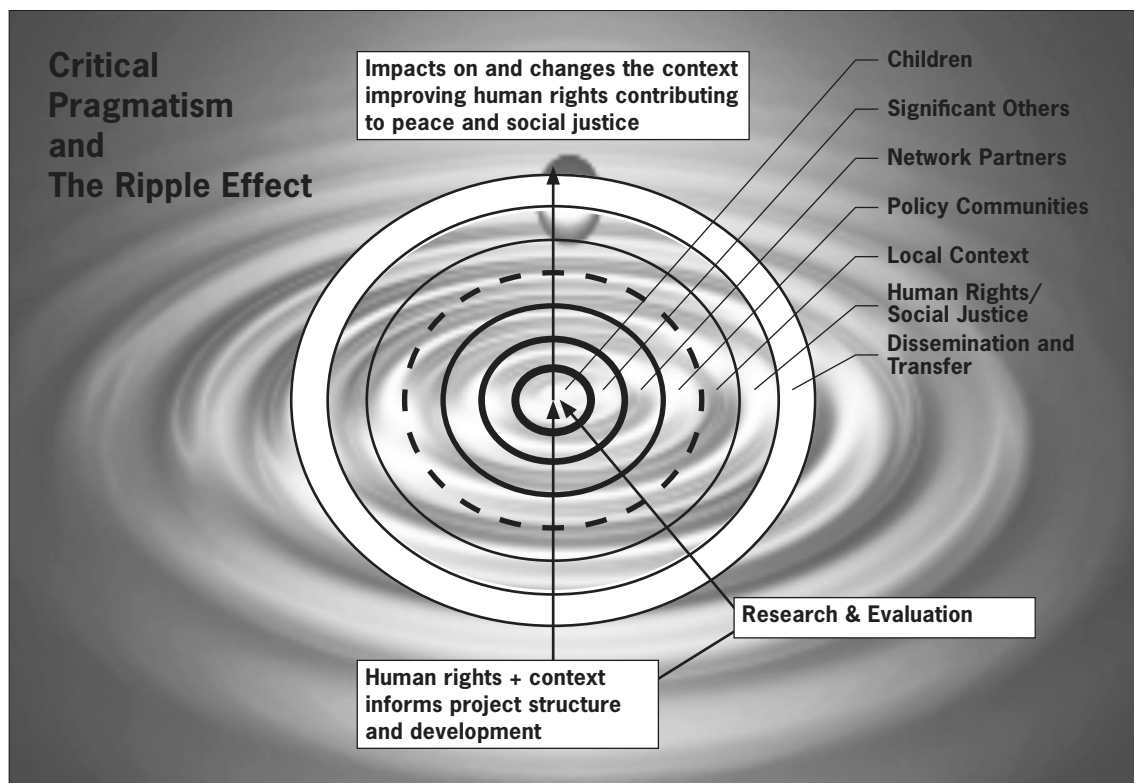 Critical
Pragmatism
and
The Ripple Effect
Impacts on and changes the context
improving human rights contributing
to peace and social justice
Children
Significant Others
Network Partners
Policy Communities
Local Context
Human Rights/
Social Justice
Dissemination and
Transfer
Research & Evaluation
Human rights + context
informs project structure
and development